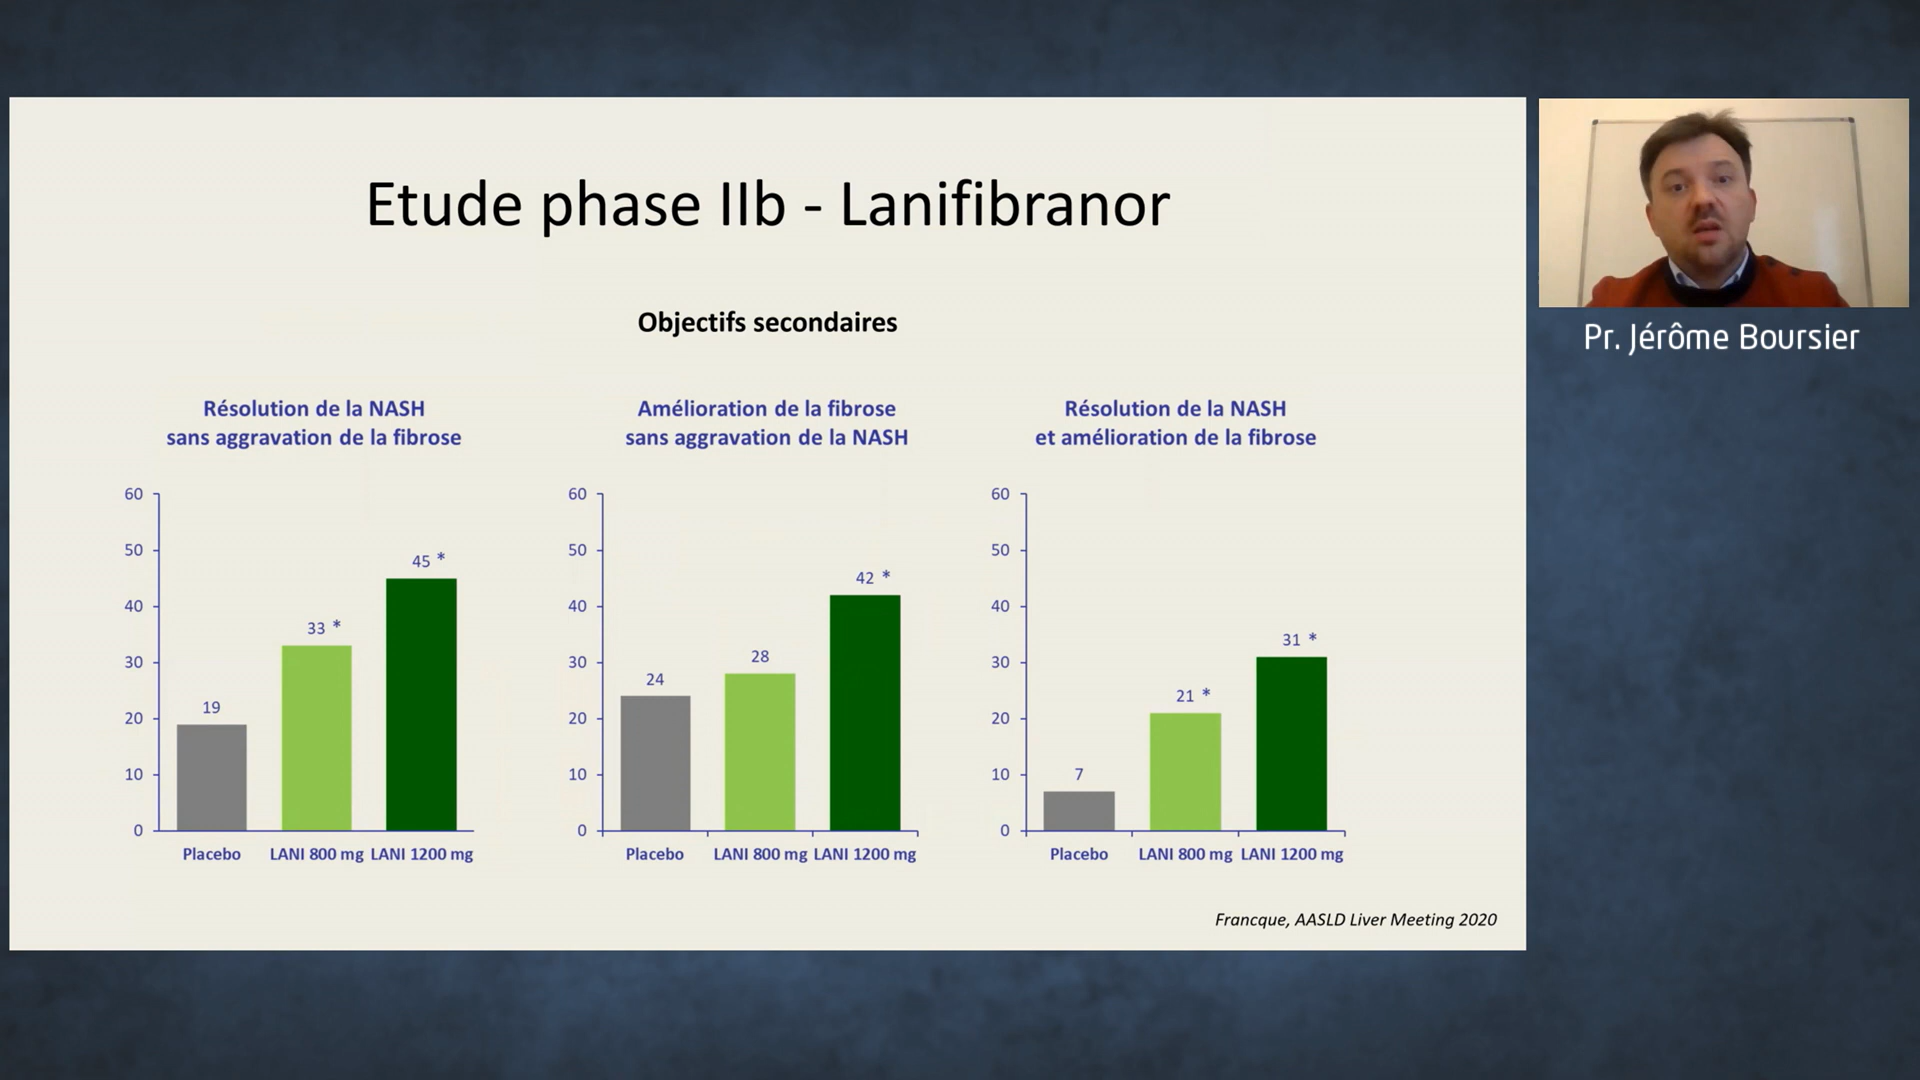 Etude phase IIb - Lanifibranor
Objectifs secondaires
Résolution de la NASH
sans aggravation de la fibrose
60
50
40
30
20
10
0
19
33 *
45 *
Placebo
LANI 800 mg
LANI 1200 mg
Amélioration de la fibrose
sans aggravation de la NASH
60
50
40
30
20
10
0
24
28
42 *
Placebo
LANI 800 mg
LANI 1200 mg
Résolution de la NASH
et amélioration de la fibrose
60
50
40
30
20
10
0
7
21 *
31 *
Placebo
LANI 800 mg
LANI 1200 mg
Francque, AASLD Liver Meeting 2020
Pr. Jérôme Boursier